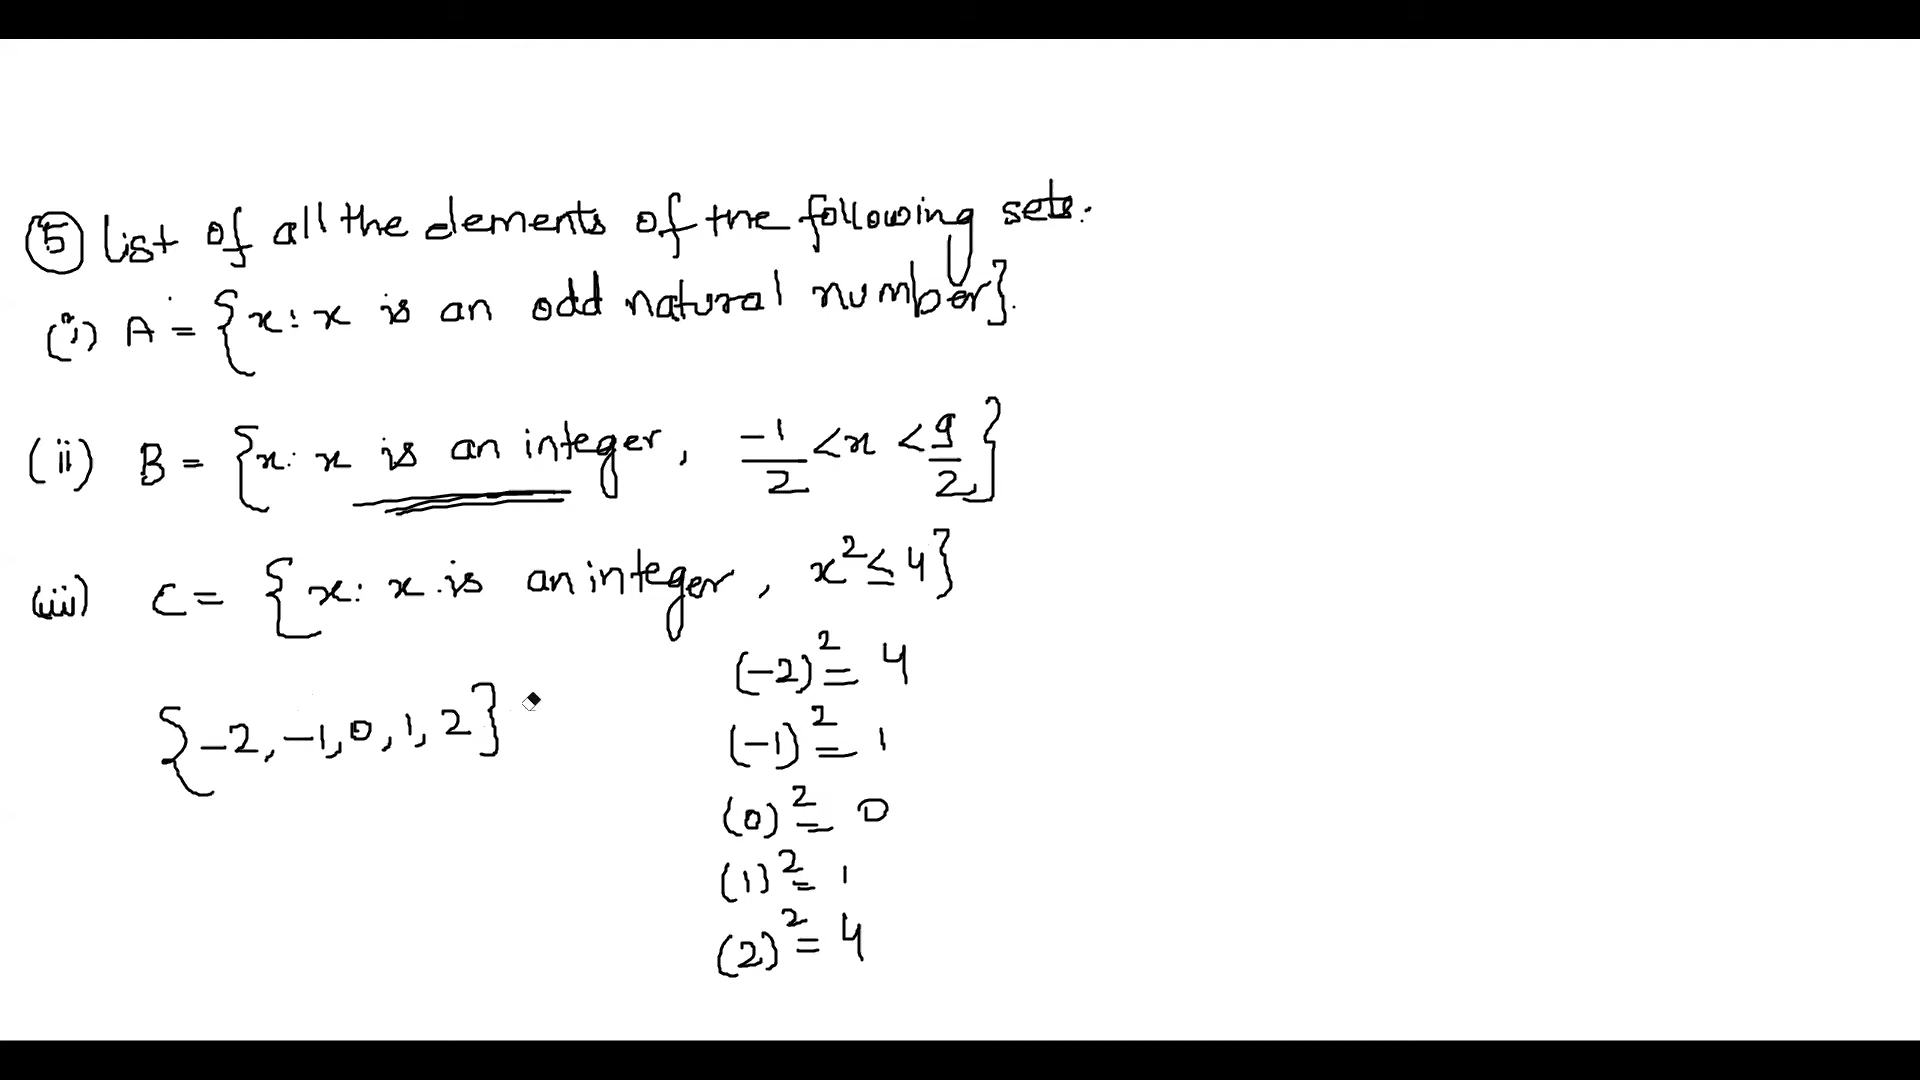 ⑤ List of all the elements of the following sets.
(i) A = {x: x is an odd natural number}.
(ii) B = {x: x is an integer, -1/2 < x < 9/2}
(iii) C = {x: x is an integer, x² ≤ 4}
{-2, -1, 0, 1, 2}
(-2)² = 4
(-1)² = 1
(0)² = 0
(1)² = 1
(2)² = 4